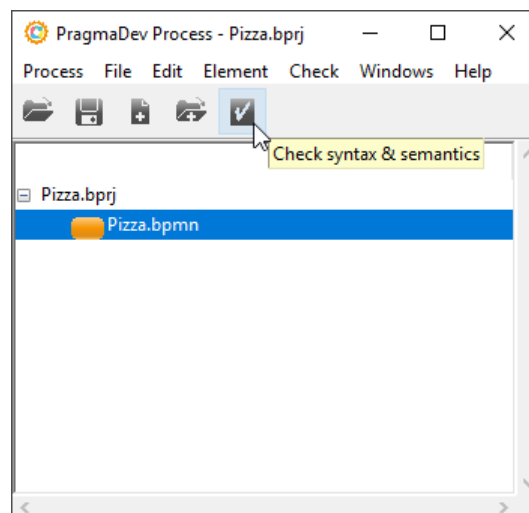 PragmaDev Process - Pizza.bprj
Process File Edit Element Check Windows Help
Check syntax & semantics
Pizza.bprj
Pizza.bpmn